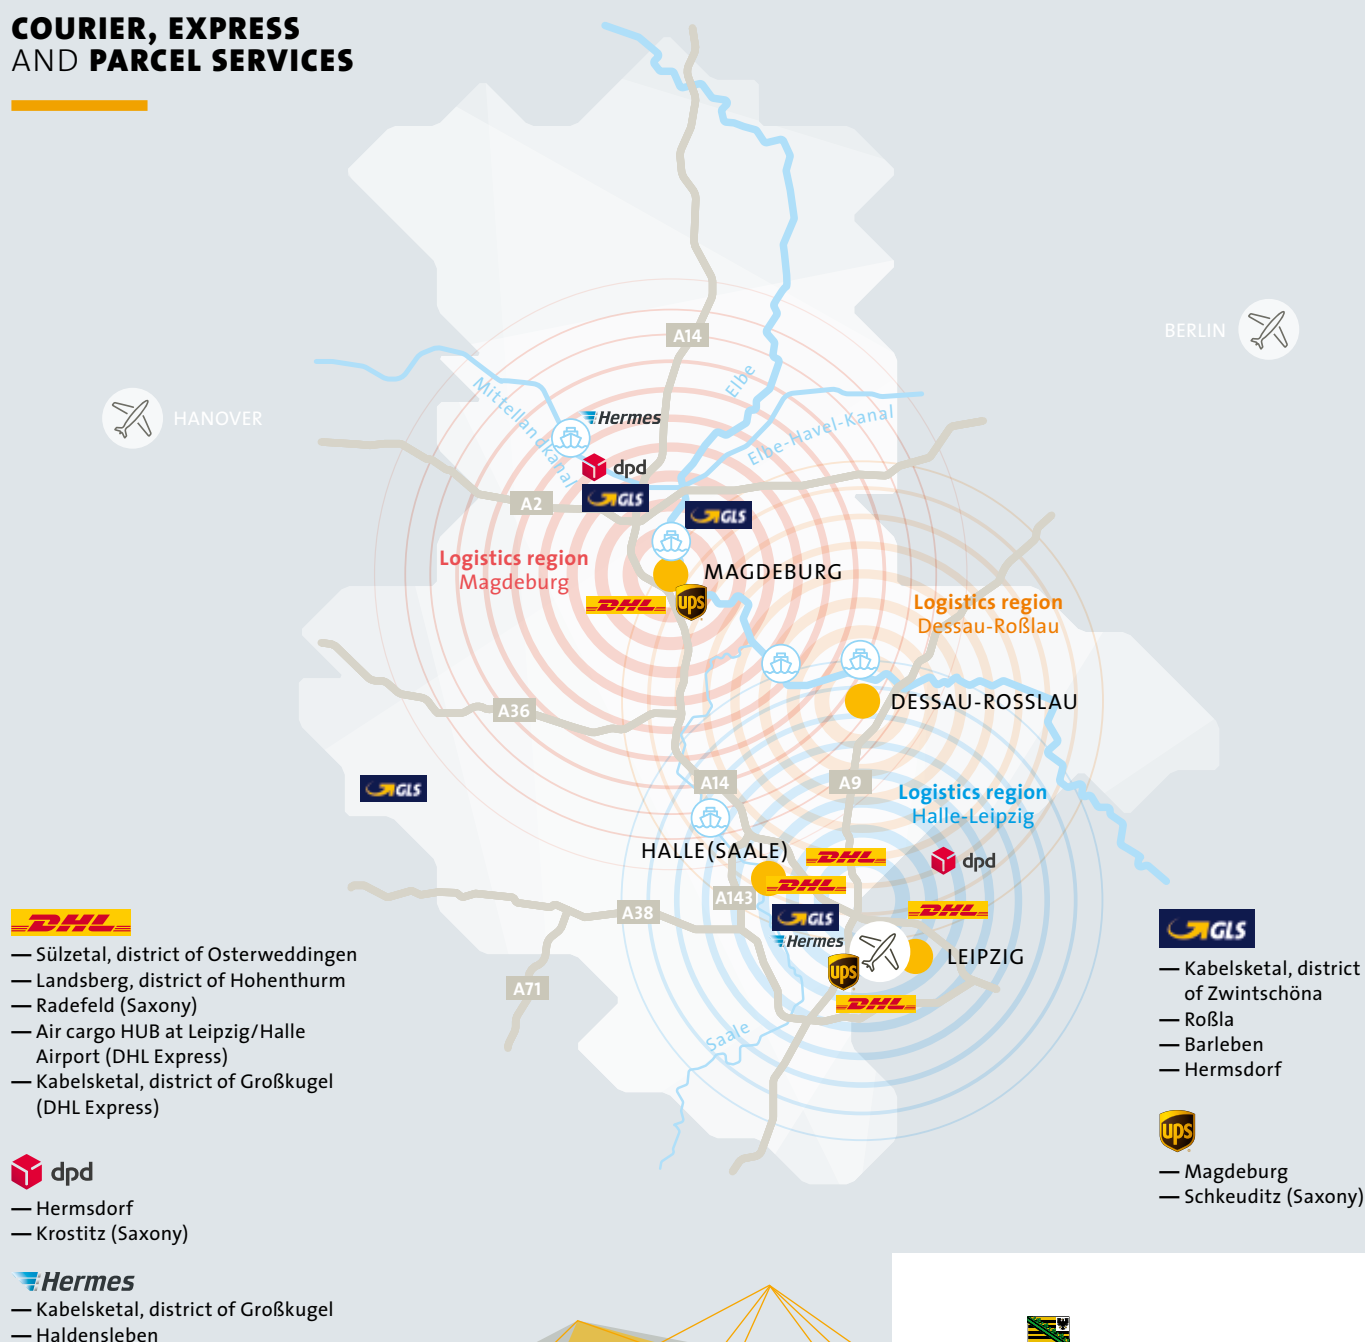 COURIER, EXPRESS
AND PARCEL SERVICES
A14
BERLIN
HANOVER
Mittellandkanal
Elbe
Elbe-Havel-Kanal
Hermes
dpd
GLS
A2
GLS
Logistics region
Magdeburg
MAGDEBURG
DHL
ups
Logistics region
Dessau-Roßlau
DESSAU-ROSSLAU
A36
A14
A9
GLS
Logistics region
Halle-Leipzig
HALLE(SAALE)
DHL
dpd
DHL
A143
A38
GLS
DHL
Hermes
LEIPZIG
ups
A71
DHL
Saale
DHL
— Sülzetal, district of Osterweddingen
— Landsberg, district of Hohenthurm
— Radefeld (Saxony)
— Air cargo HUB at Leipzig/Halle
Airport (DHL Express)
— Kabelsketal, district of Großkugel
(DHL Express)
dpd
— Hermsdorf
— Krostitz (Saxony)
Hermes
— Kabelsketal, district of Großkugel
— Haldensleben
GLS
— Kabelsketal, district
of Zwintschöna
— Roßla
— Barleben
— Hermsdorf
ups
— Magdeburg
— Schkeuditz (Saxony)